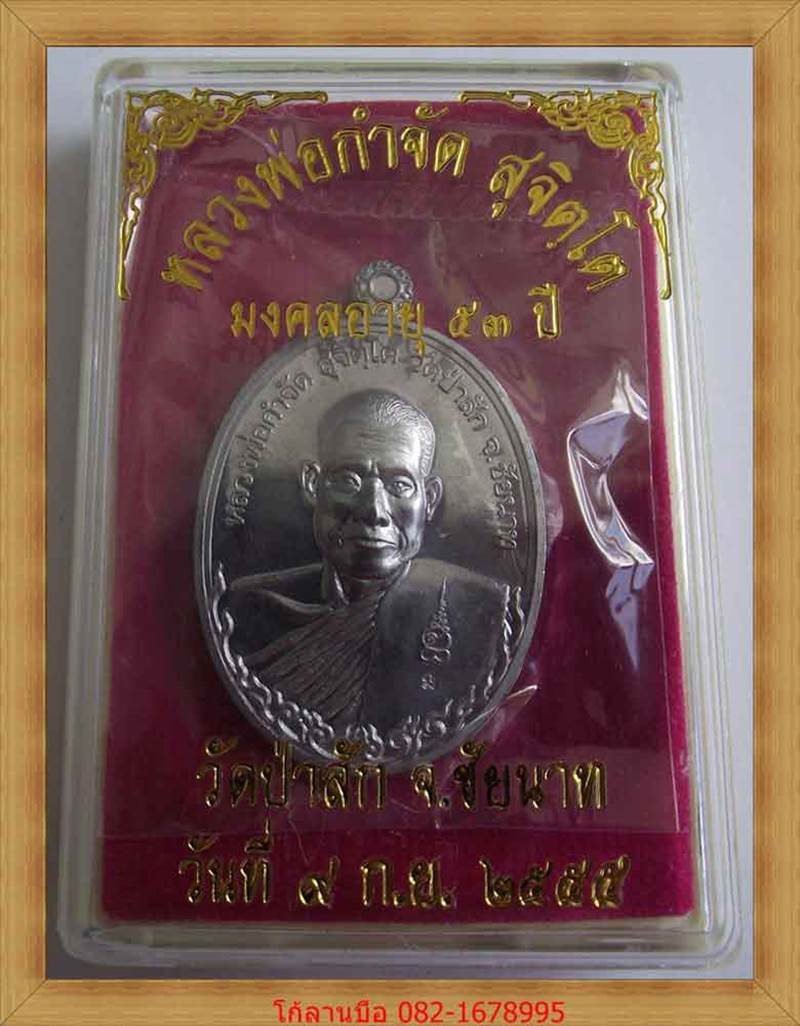 หลวงพ่อกำจัด สุจิตฺโต
มงคลอายุ ๕๓ ปี
หลวงพ่อกำจัด สุจิตฺโต วัดป่าสัก จ.ชัยนาท
วัดป่าสัก จ.ชัยนาท
วันที่ ๙ ก.ย. ๒๕๕๕
โก้ลานบือ 082-1678995